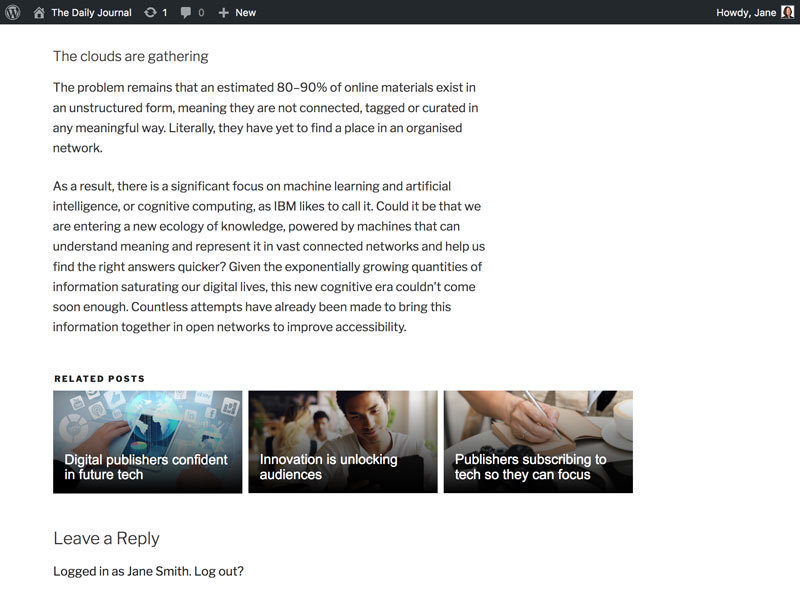 The Daily Journal 1 0 New Howdy, Jane
The clouds are gathering
The problem remains that an estimated 80–90% of online materials exist in
an unstructured form, meaning they are not connected, tagged or curated in
any meaningful way. Literally, they have yet to find a place in an organised
network.
As a result, there is a significant focus on machine learning and artificial
intelligence, or cognitive computing, as IBM likes to call it. Could it be that we
are entering a new ecology of knowledge, powered by machines that can
understand meaning and represent it in vast connected networks and help us
find the right answers quicker? Given the exponentially growing quantities of
information saturating our digital lives, this new cognitive era couldn't come
soon enough. Countless attempts have already been made to bring this
information together in open networks to improve accessibility.
RELATED POSTS
Digital publishers confident
in future tech
Innovation is unlocking
audiences
Publishers subscribing to
tech so they can focus
Leave a Reply
Logged in as Jane Smith. Log out?